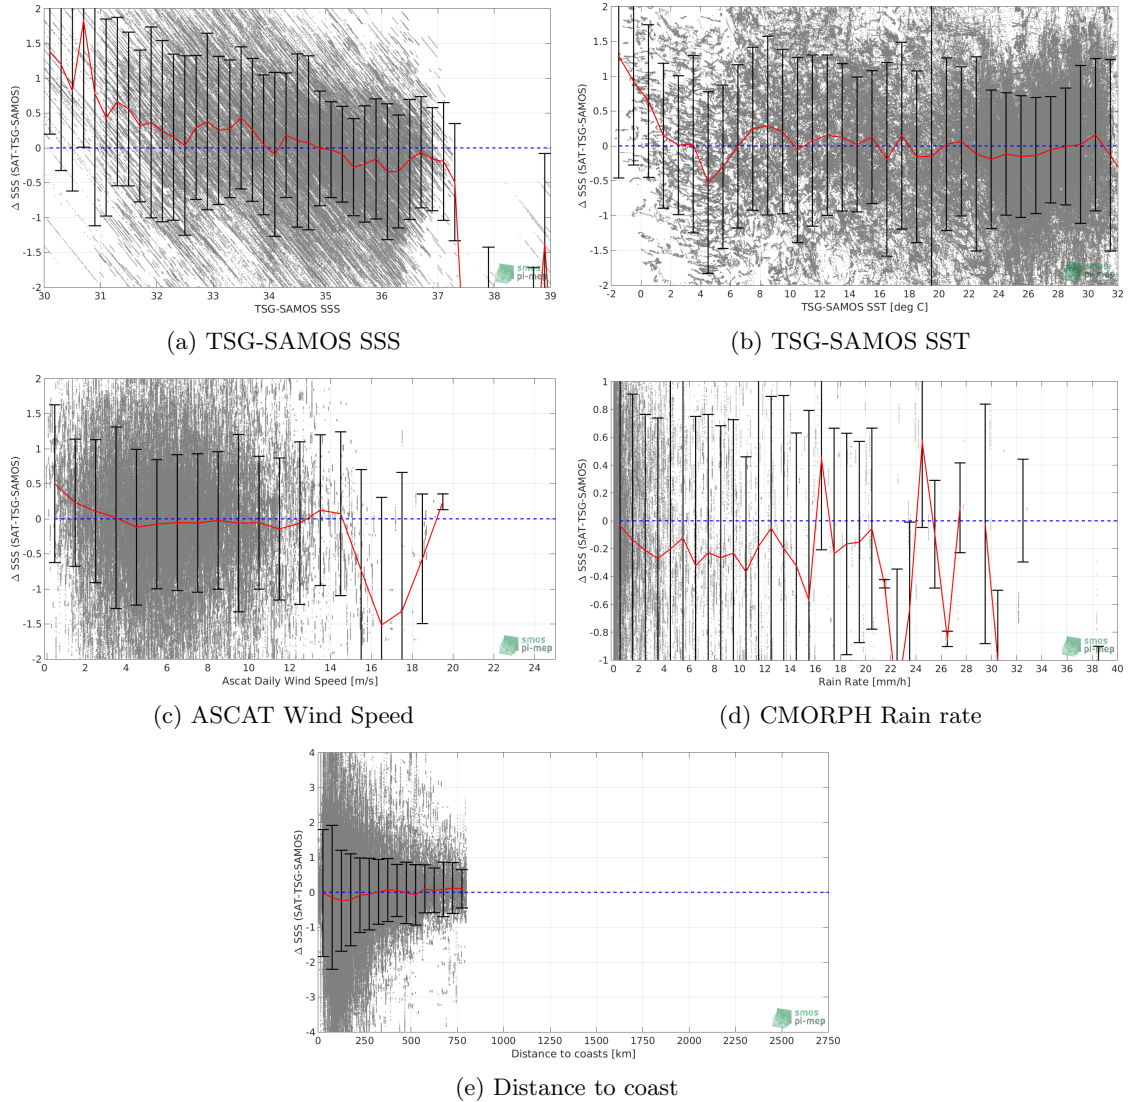 2
1.5
1
0.5
0
-0.5
-1
-1.5
-2
Δ SSS (SAT-TSG-SAMOS)
30 31 32 33 34 35 36 37 38 39
TSG-SAMOS SSS
smos
pi-mep
(a) TSG-SAMOS SSS
2
1.5
1
0.5
0
-0.5
-1
-1.5
-2
Δ SSS (SAT-TSG-SAMOS)
-2 0 2 4 6 8 10 12 14 16 18 20 22 24 26 28 30 32
TSG-SAMOS SST [deg C]
smos
pi-mep
(b) TSG-SAMOS SST
2
1.5
1
0.5
0
-0.5
-1
-1.5
-2
Δ SSS (SAT-TSG-SAMOS)
0 2 4 6 8 10 12 14 16 18 20 22 24
Ascat Daily Wind Speed [m/s]
smos
pi-mep
(c) ASCAT Wind Speed
1
0.8
0.6
0.4
0.2
0
-0.2
-0.4
-0.6
-0.8
-1
Δ SSS (SAT-TSG-SAMOS)
0 2 4 6 8 10 12 14 16 18 20 22 24 26 28 30 32 34 36 38 40
Rain Rate [mm/h]
smos
pi-mep
(d) CMORPH Rain rate
4
3
2
1
0
-1
-2
-3
-4
Δ SSS (SAT-TSG-SAMOS)
0 250 500 750 1000 1250 1500 1750 2000 2250 2500 2750
Distance to coasts [km]
smos
pi-mep
(e) Distance to coast